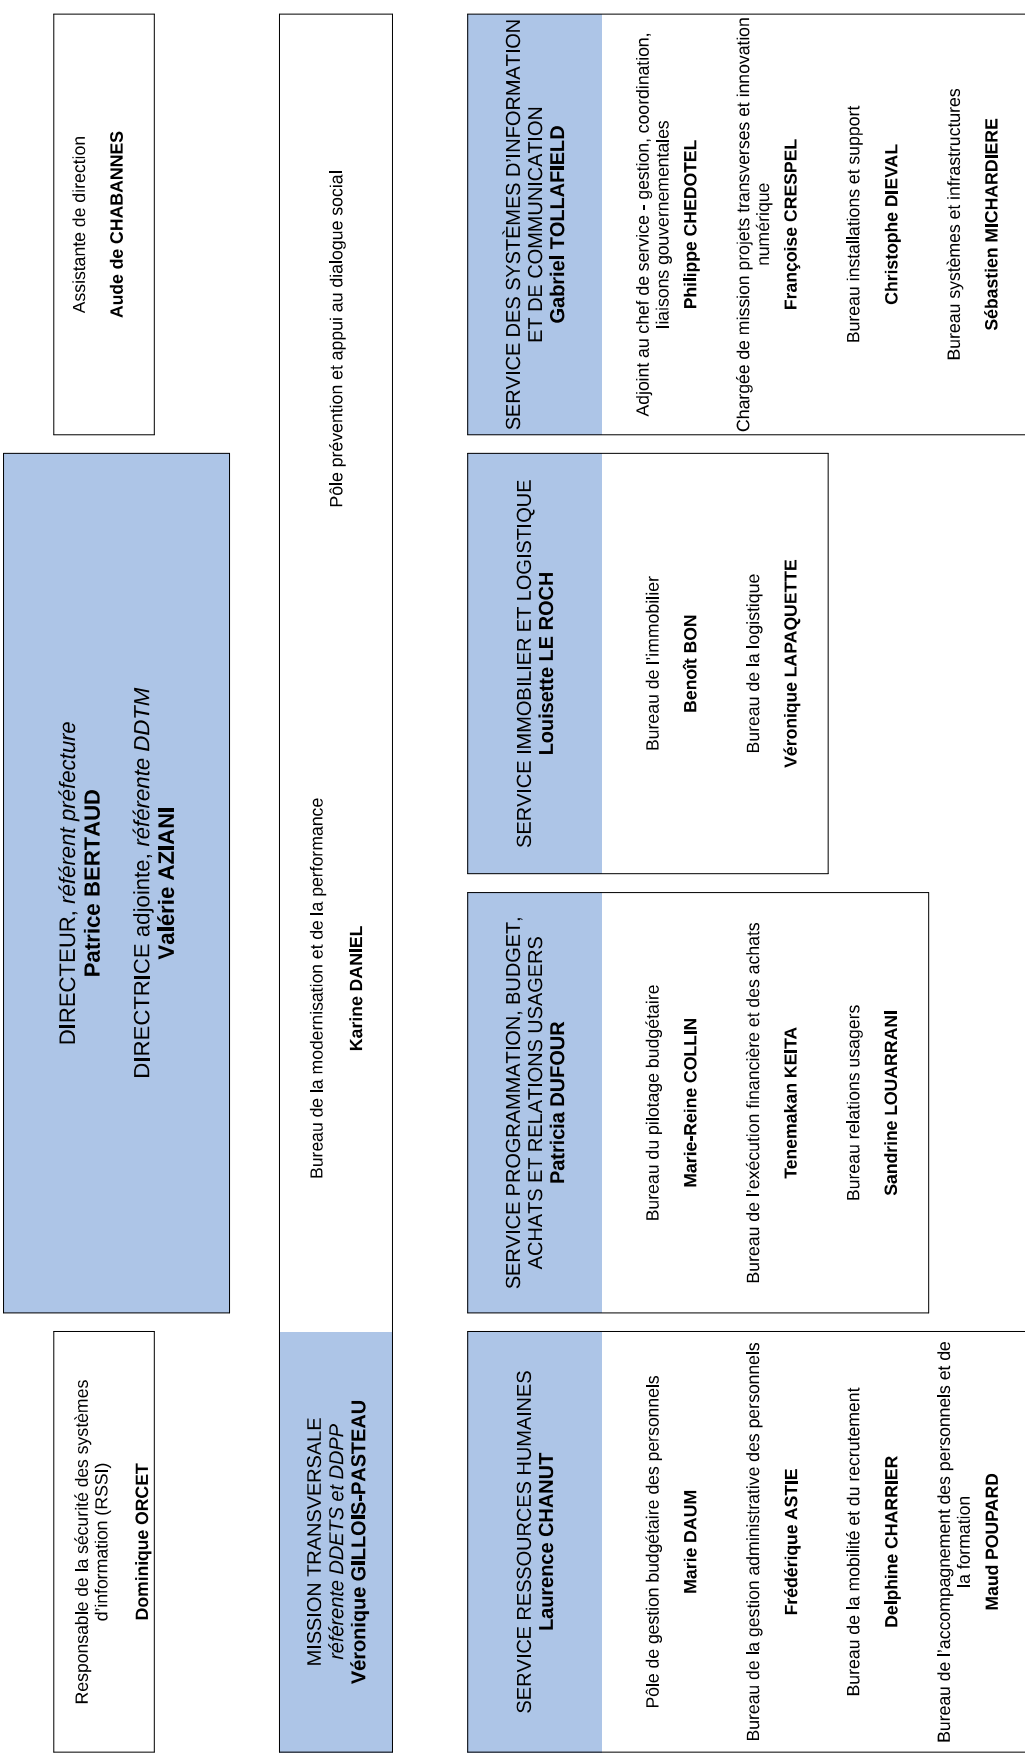 Responsable de la sécurité des systèmes
d'information (RSSI)
Dominique ORCET
DIRECTEUR, référent préfecture
Patrice BERTAUD
DIRECTRICE adjointe, référente DDTM
Valérie AZIANI
Assistante de direction
Aude de CHABANNES
MISSION TRANSVERSALE
référente DDETS et DDPP
Véronique GILLOIS-PASTEAU
Bureau de la modernisation et de la performance
Karine DANIEL
Pôle prévention et appui au dialogue social
SERVICE RESSOURCES HUMAINES
Laurence CHANUT
Pôle de gestion budgétaire des personnels
Marie DAUM
Bureau de la gestion administrative des personnels
Frédérique ASTIE
Bureau de la mobilité et du recrutement
Delphine CHARRIER
Bureau de l'accompagnement des personnels et de
la formation
Maud POUPARD
SERVICE PROGRAMMATION, BUDGET,
ACHATS ET RELATIONS USAGERS
Patricia DUFOUR
Bureau du pilotage budgétaire
Marie-Reine COLLIN
Bureau de l'exécution financière et des achats
Tenemakan KEITA
Bureau relations usagers
Sandrine LOUARRANI
SERVICE IMMOBILIER ET LOGISTIQUE
Louisette LE ROCH
Bureau de l'immobilier
Benoît BON
Bureau de la logistique
Véronique LAPAQUETTE
SERVICE DES SYSTÈMES D'INFORMATION
ET DE COMMUNICATION
Gabriel TOLLAFIELD
Adjoint au chef de service - gestion, coordination,
liaisons gouvernementales
Philippe CHEDOTEL
Chargée de mission projets transverses et innovation
numérique
Françoise CRESPEL
Bureau installations et support
Christophe DIEVAL
Bureau systèmes et infrastructures
Sébastien MICHARDIERE